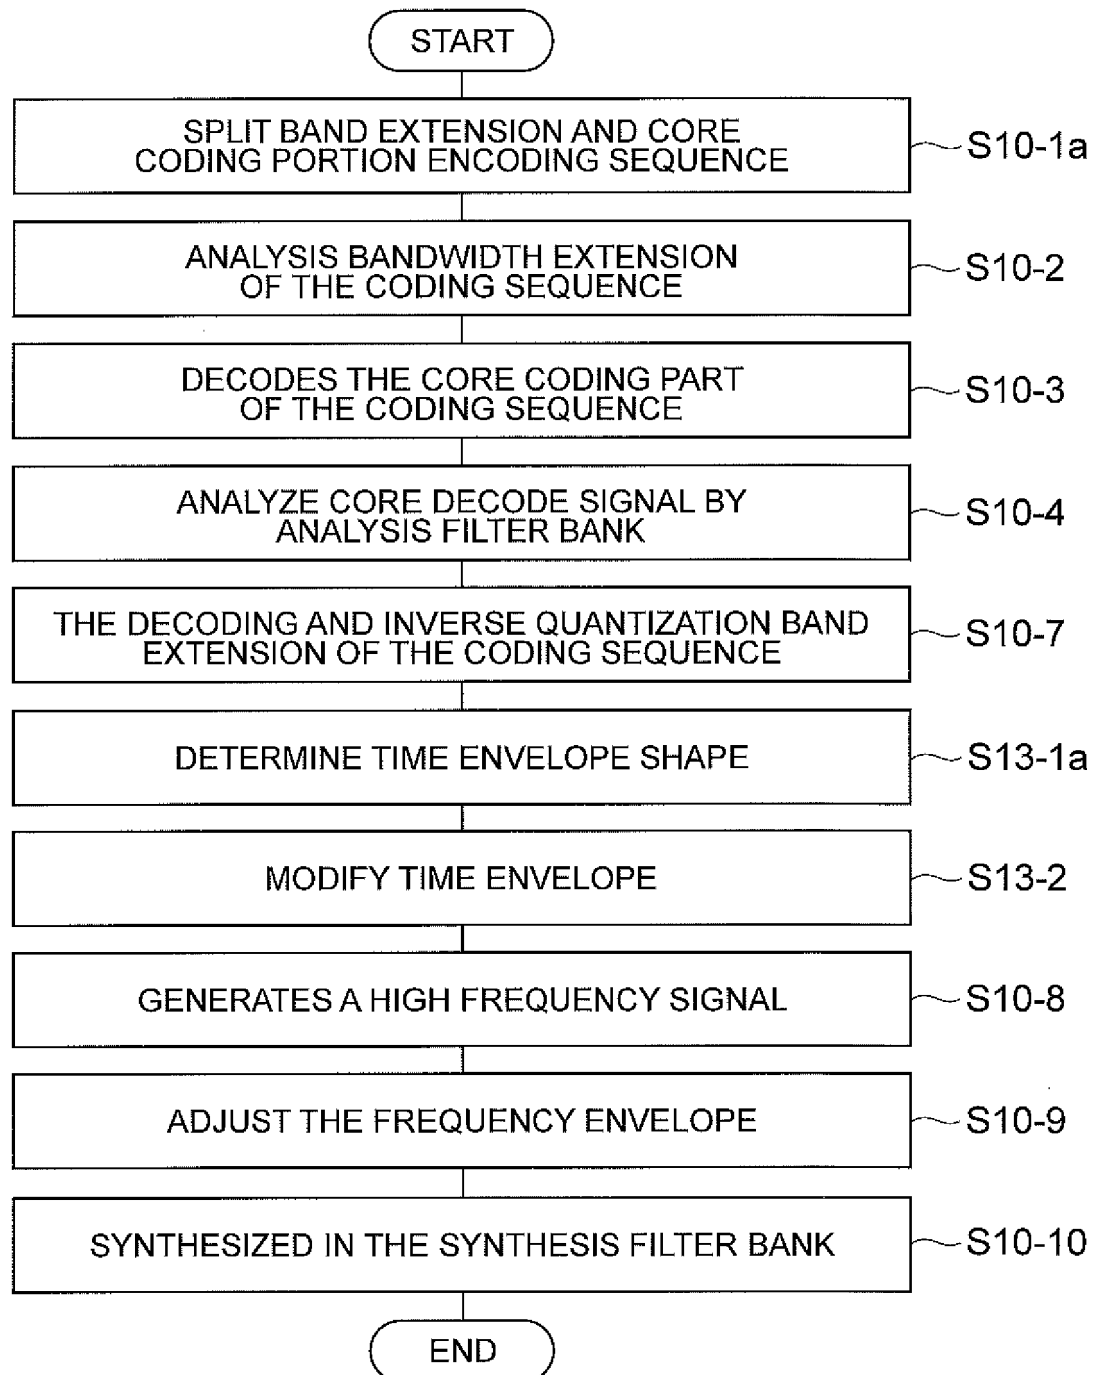 START
SPLIT BAND EXTENSION AND CORE
CODING PORTION ENCODING SEQUENCE
S10-1a
ANALYSIS BANDWIDTH EXTENSION
OF THE CODING SEQUENCE
S10-2
DECODES THE CORE CODING PART
OF THE CODING SEQUENCE
S10-3
ANALYZE CORE DECODE SIGNAL BY
ANALYSIS FILTER BANK
S10-4
THE DECODING AND INVERSE QUANTIZATION BAND
EXTENSION OF THE CODING SEQUENCE
S10-7
DETERMINE TIME ENVELOPE SHAPE
S13-1a
MODIFY TIME ENVELOPE
S13-2
GENERATES A HIGH FREQUENCY SIGNAL
S10-8
ADJUST THE FREQUENCY ENVELOPE
S10-9
SYNTHESIZED IN THE SYNTHESIS FILTER BANK
S10-10
END